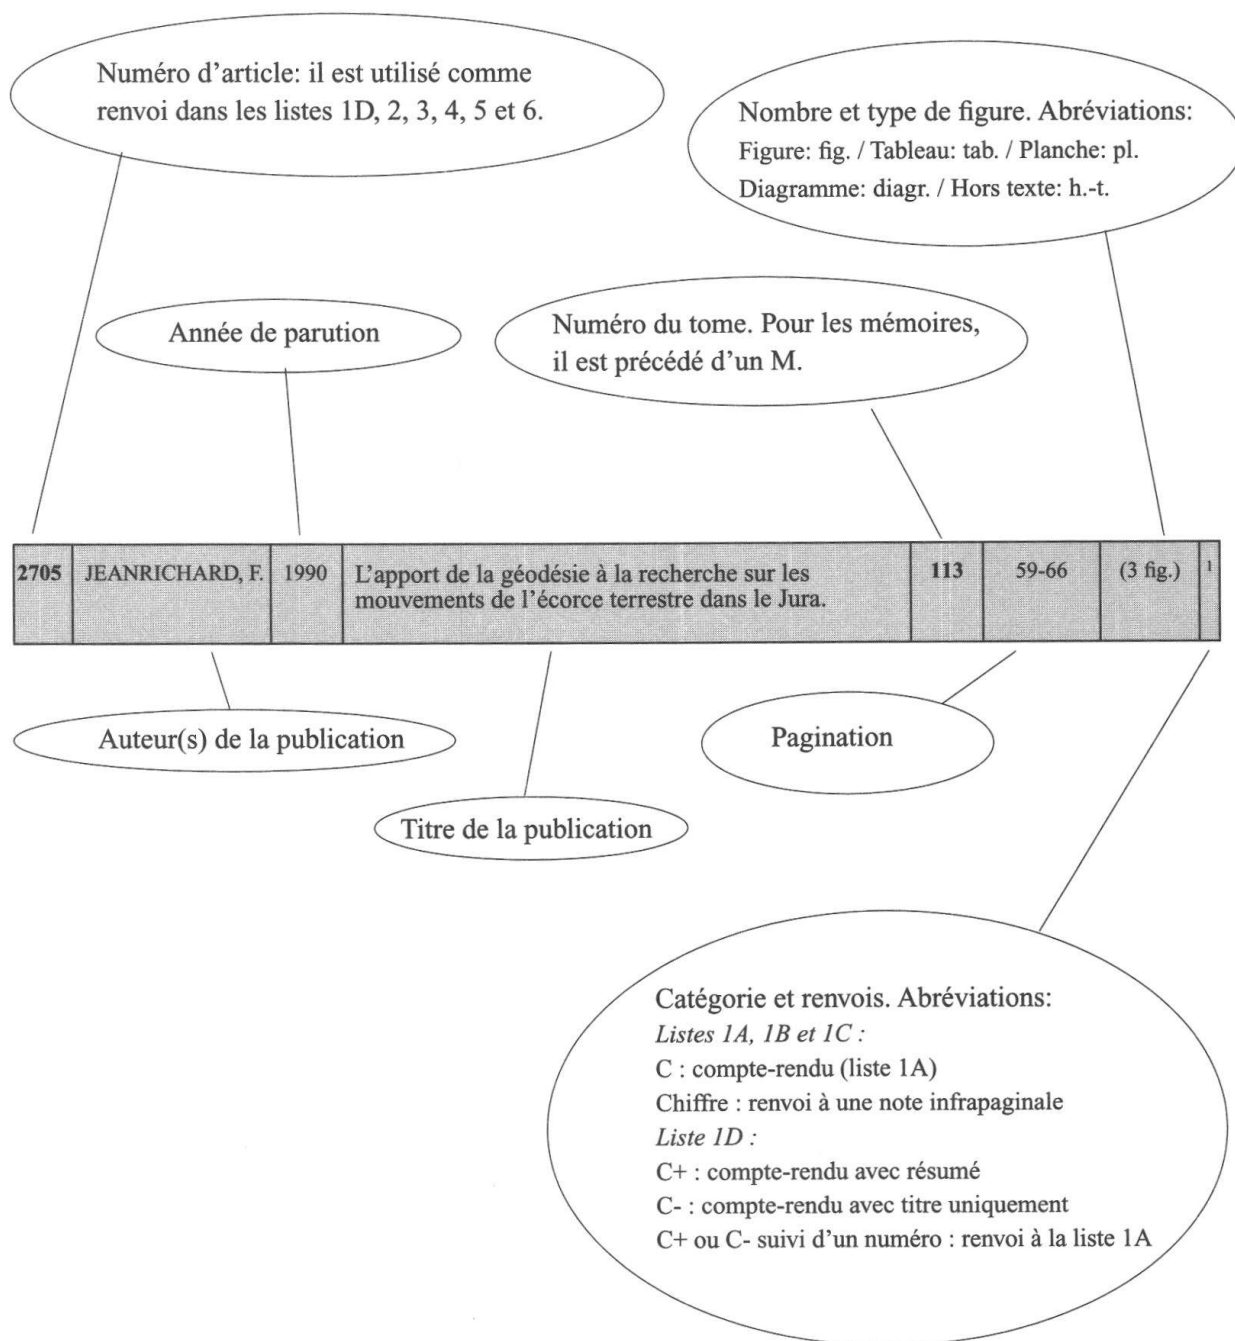 Numéro d'article: il est utilisé comme
renvoi dans les listes 1D, 2, 3, 4, 5 et 6.
Nombre et type de figure. Abréviations:
Figure: fig. / Tableau: tab. / Planche: pl.
Diagramme: diagr. / Hors texte: h.-t.
Année de parution
Numéro du tome. Pour les mémoires,
il est précédé d'un M.
2705 JEANRICHARD, F. 1990 L'apport de la géodésie à la recherche sur les 113 59-66 (3 fig.) 1
mouvements de l'écorce terrestre dans le Jura.
Auteur(s) de la publication
Pagination
Titre de la publication
Catégorie et renvois. Abréviations:
Listes 1A, 1B et 1C :
C : compte-rendu (liste 1A)
Chiffre : renvoi à une note infrapaginale
Liste 1D :
C+ : compte-rendu avec résumé
C- : compte-rendu avec titre uniquement
C+ ou C- suivi d'un numéro : renvoi à la liste 1A